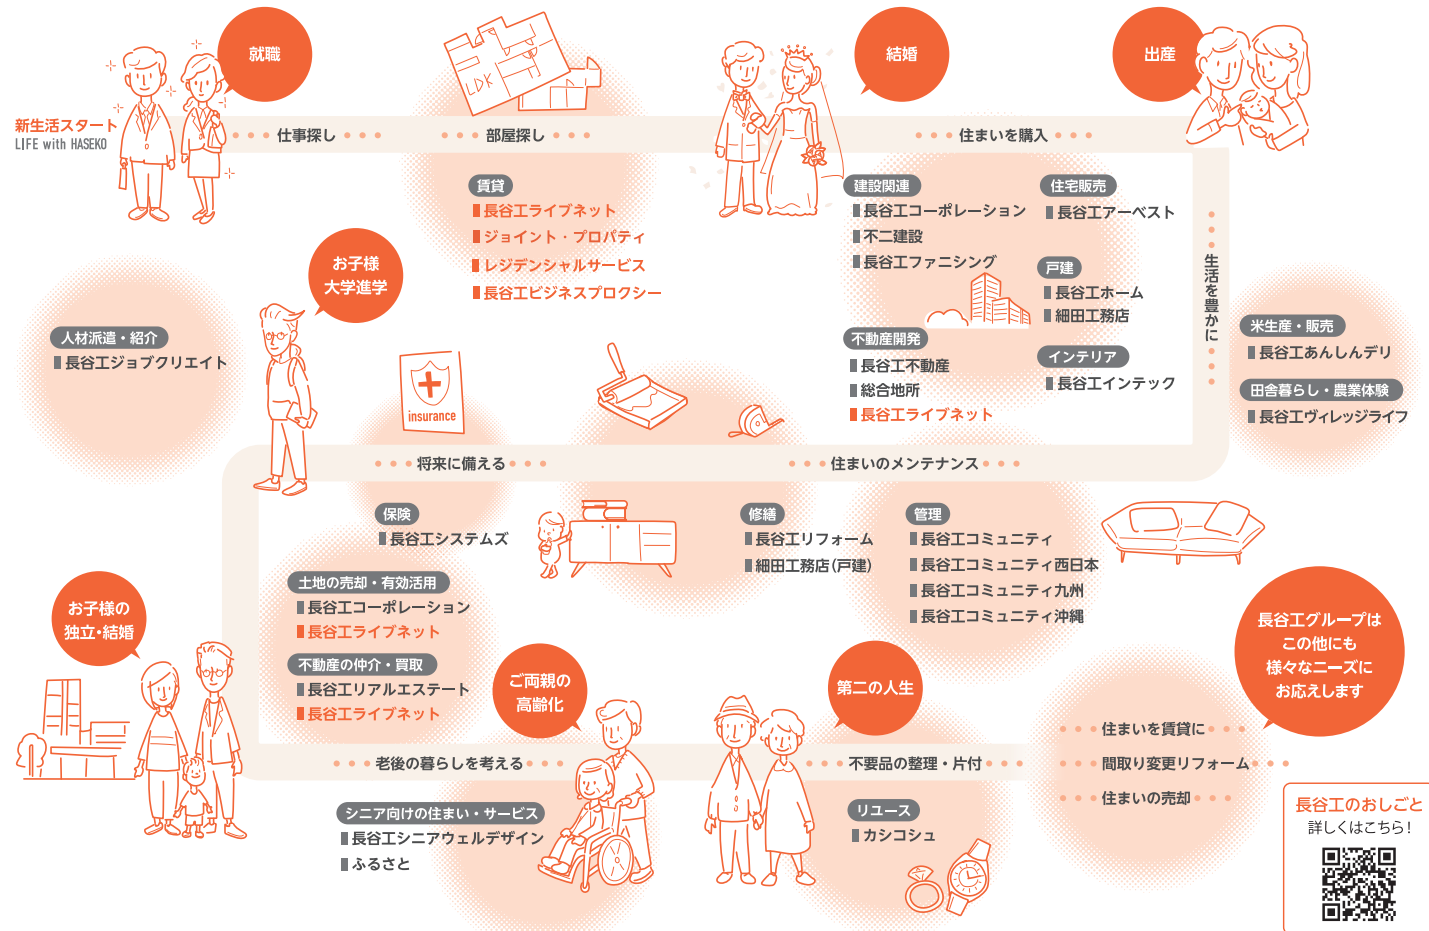 新生活スタート
LIFE with HASEKO
就職
仕事探し
部屋探し
LDK
賃貸
長谷工ライブネット
ジョイント・プロパティ
レジデンシャルサービス
長谷工ビジネスプロクシー
結婚
住まいを購入
出産
建設関連
長谷工コーポレーション
不二建設
長谷工ファニシング
住宅販売
長谷工アーベスト
戸建
長谷工ホーム
細田工務店
不動産開発
長谷工不動産
総合地所
長谷工ライブネット
インテリア
長谷工インテック
生活を豊かに
米生産・販売
長谷工あんしんデリ
田舎暮らし・農業体験
長谷工ヴィレッジライフ
人材派遣・紹介
長谷工ジョブクリエイト
お子様
大学進学
insurance
将来に備える
住まいのメンテナンス
保険
長谷工システムズ
修繕
長谷工リフォーム
細田工務店(戸建)
管理
長谷工コミュニティ
長谷工コミュニティ西日本
長谷工コミュニティ九州
長谷工コミュニティ沖縄
土地の売却・有効活用
長谷工コーポレーション
長谷工ライブネット
不動産の仲介・買取
長谷工リアルエステート
長谷工ライブネット
お子様の
独立・結婚
ご両親の
高齢化
老後の暮らしを考える
シニア向けの住まい・サービス
長谷工シニアウェルデザイン
ふるさと
第二の人生
不要品の整理・片付
リユース
カシコシュ
長谷工グループは
この他にも
様々なニーズに
お応えします
住まいを賃貸に
間取り変更リフォーム
住まいの売却
長谷工のおしごと
詳しくはこちら!